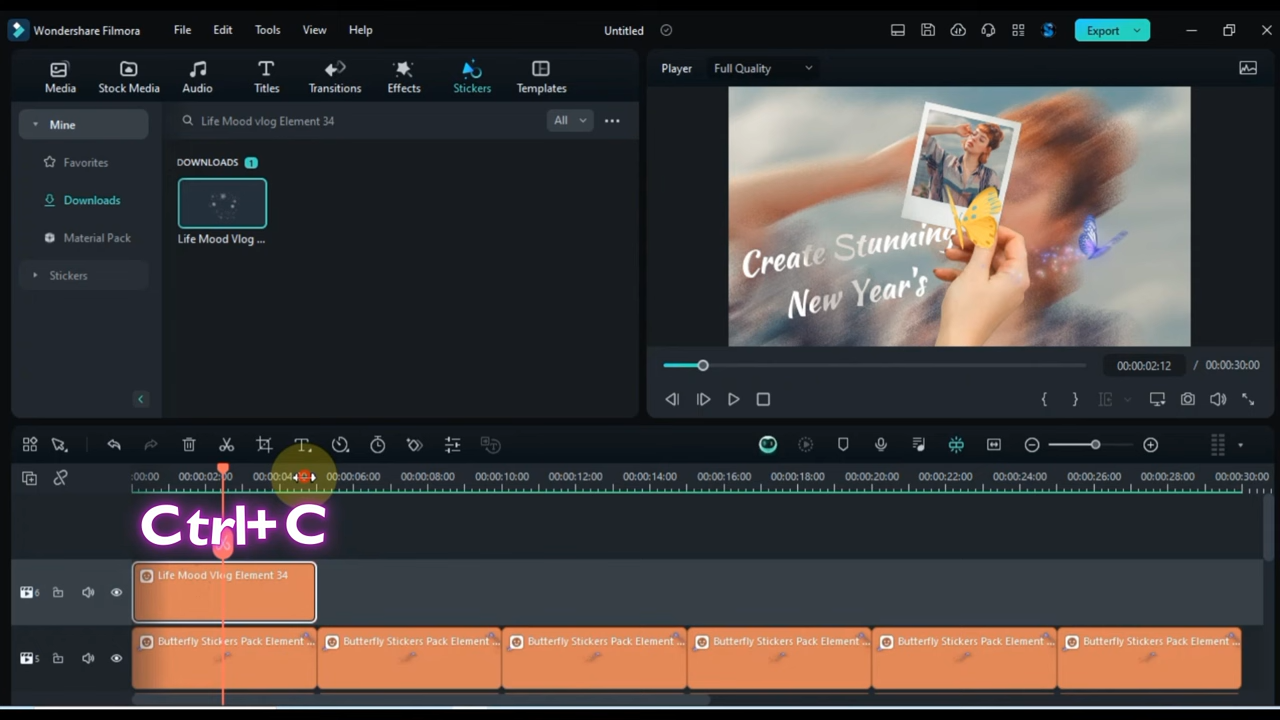 Wondershare Filmora
File
Edit
Tools
View
Help
Untitled
Export
Media
Stock Media
Audio
Titles
Transitions
Effects
Stickers
Templates
Player
Full Quality
Mine
Life Mood vlog Element 34
All
Favorites
DOWNLOADS 1
Downloads
Material Pack
Life Mood Vlog ...
Stickers
Create Stunning
New Year's
00:00:02:12 / 00:00:30:00
:00:00 00:00:02:00 00:00:04:00 00:00:06:00 00:00:08:00 00:00:10:00 00:00:12:00 00:00:14:00 00:00:16:00 00:00:18:00 00:00:20:00 00:00:22:00 00:00:24:00 00:00:26:00 00:00:28:00 00:00:30:00
Ctrl+C
6
Life Mood Vlog Element 34
5
Butterfly Stickers Pack Element ... Butterfly Stickers Pack Element ... Butterfly Stickers Pack Element ... Butterfly Stickers Pack Element ... Butterfly Stickers Pack Element ... Butterfly Stickers Pack Element ...